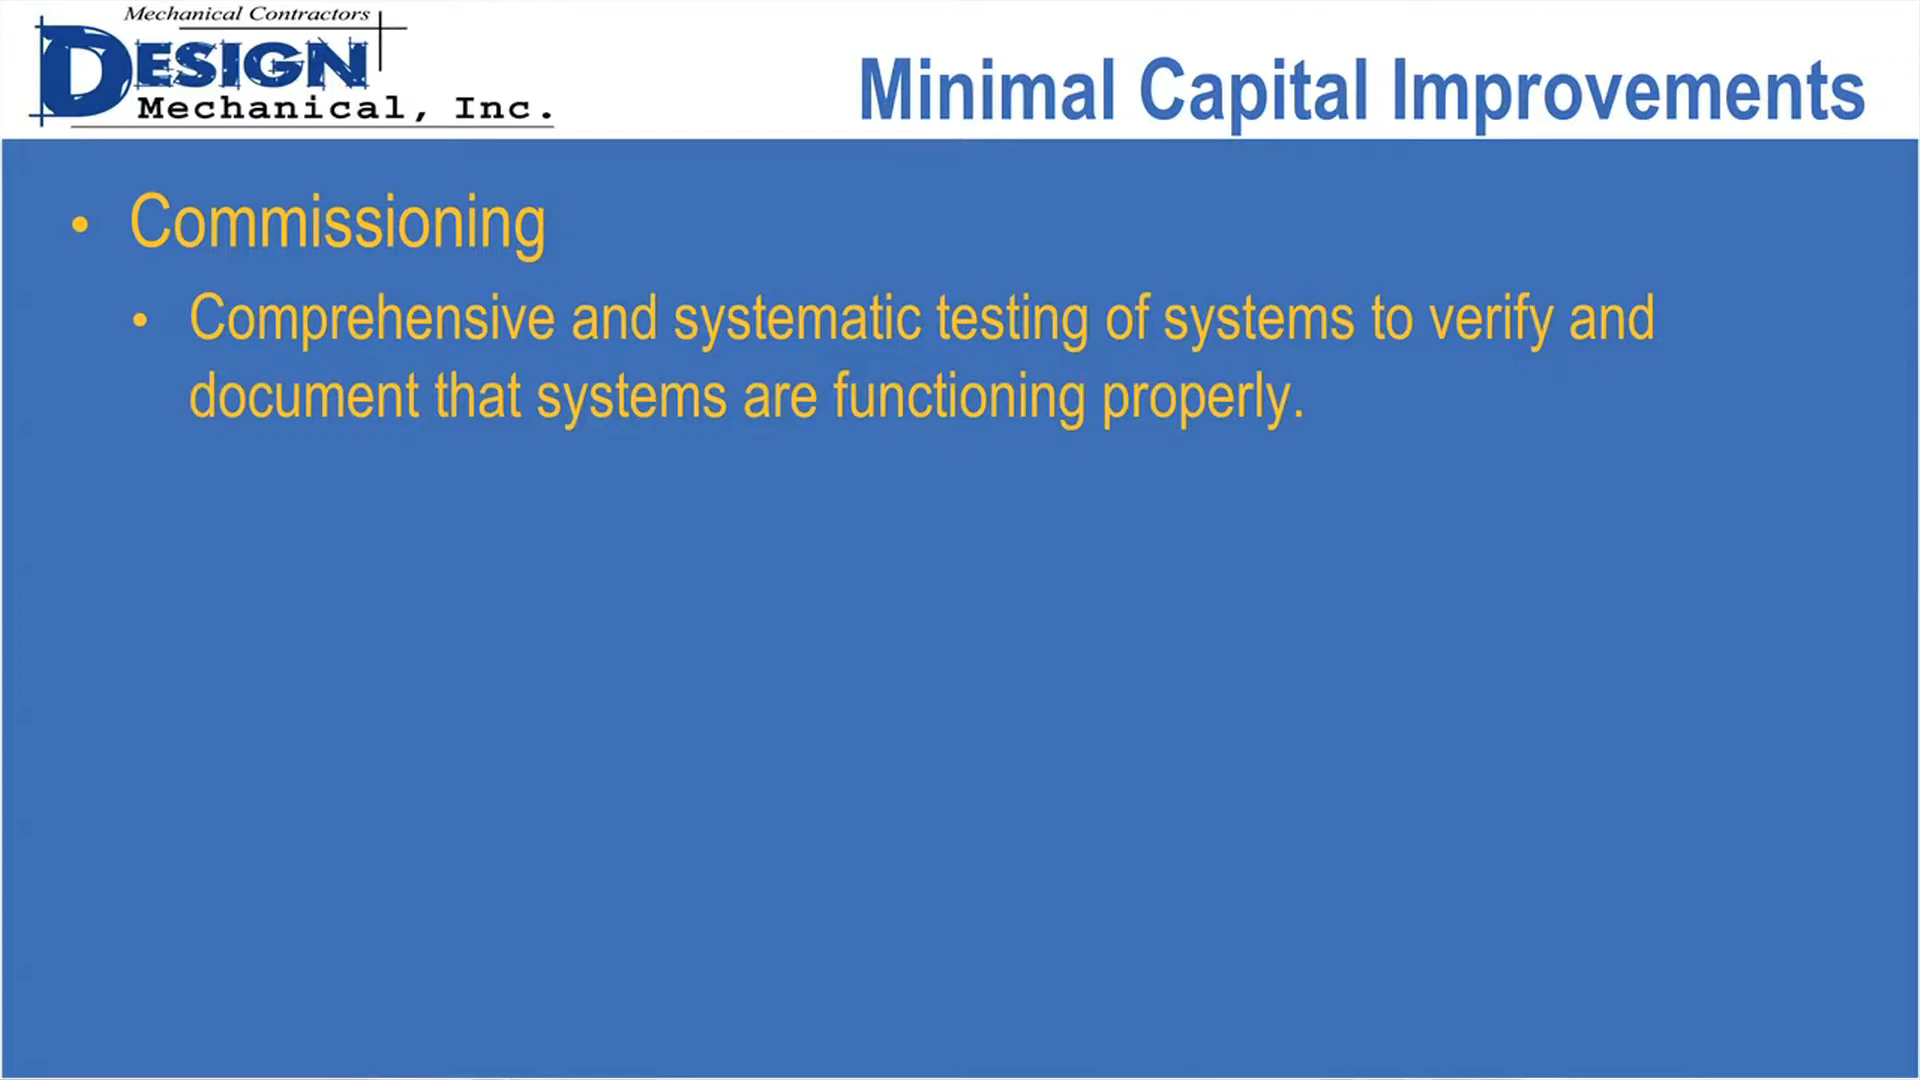 Mechanical Contractors
DESIGN
Mechanical, Inc.
Minimal Capital Improvements
• Commissioning
• Comprehensive and systematic testing of systems to verify and
document that systems are functioning properly.